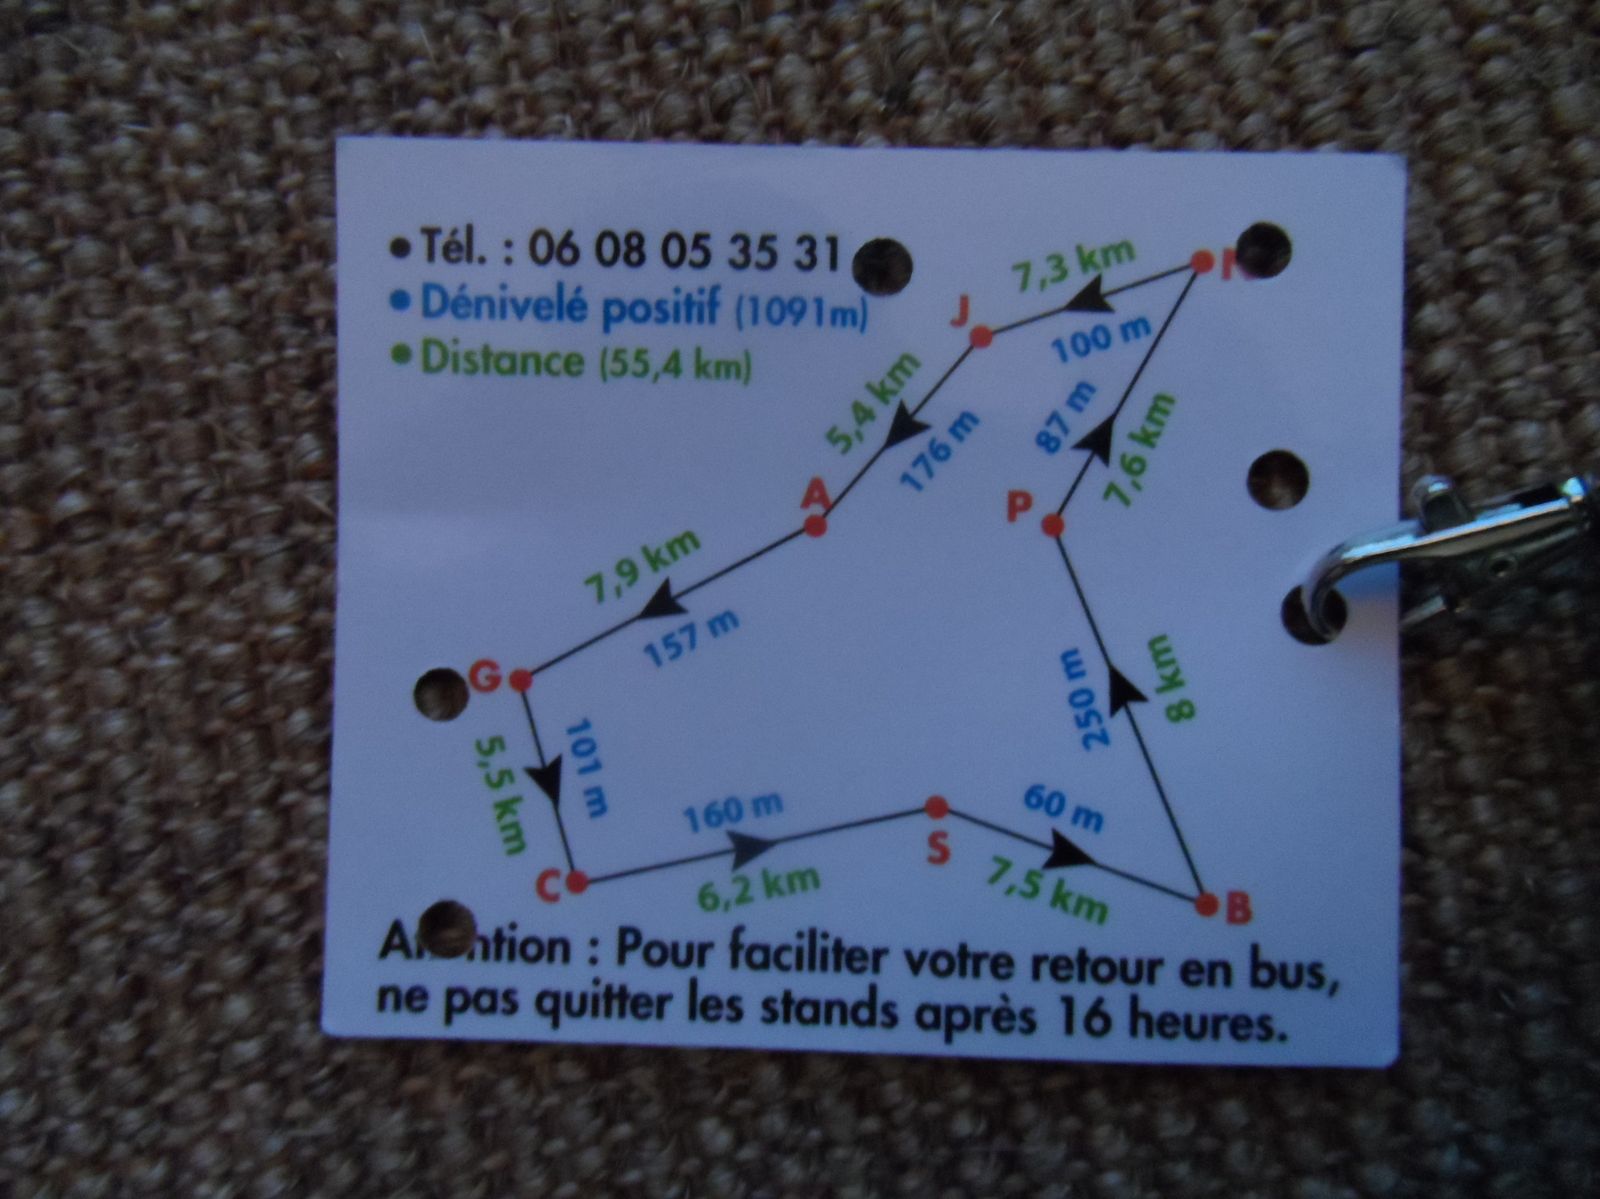 • Tél. : 06 08 05 35 31
• Dénivelé positif (1091m)
• Distance (55,4 km)
7,3 km
J
100 m
5,4 km
176 m
87 m
7,6 km
A
P
7,9 km
157 m
G
250 m
8 km
101 m
5,5 km
160 m
60 m
S
C
6,2 km
7,5 km
B
: Pour faciliter votre retour en bus,
ne pas quitter les stands après 16 heures.